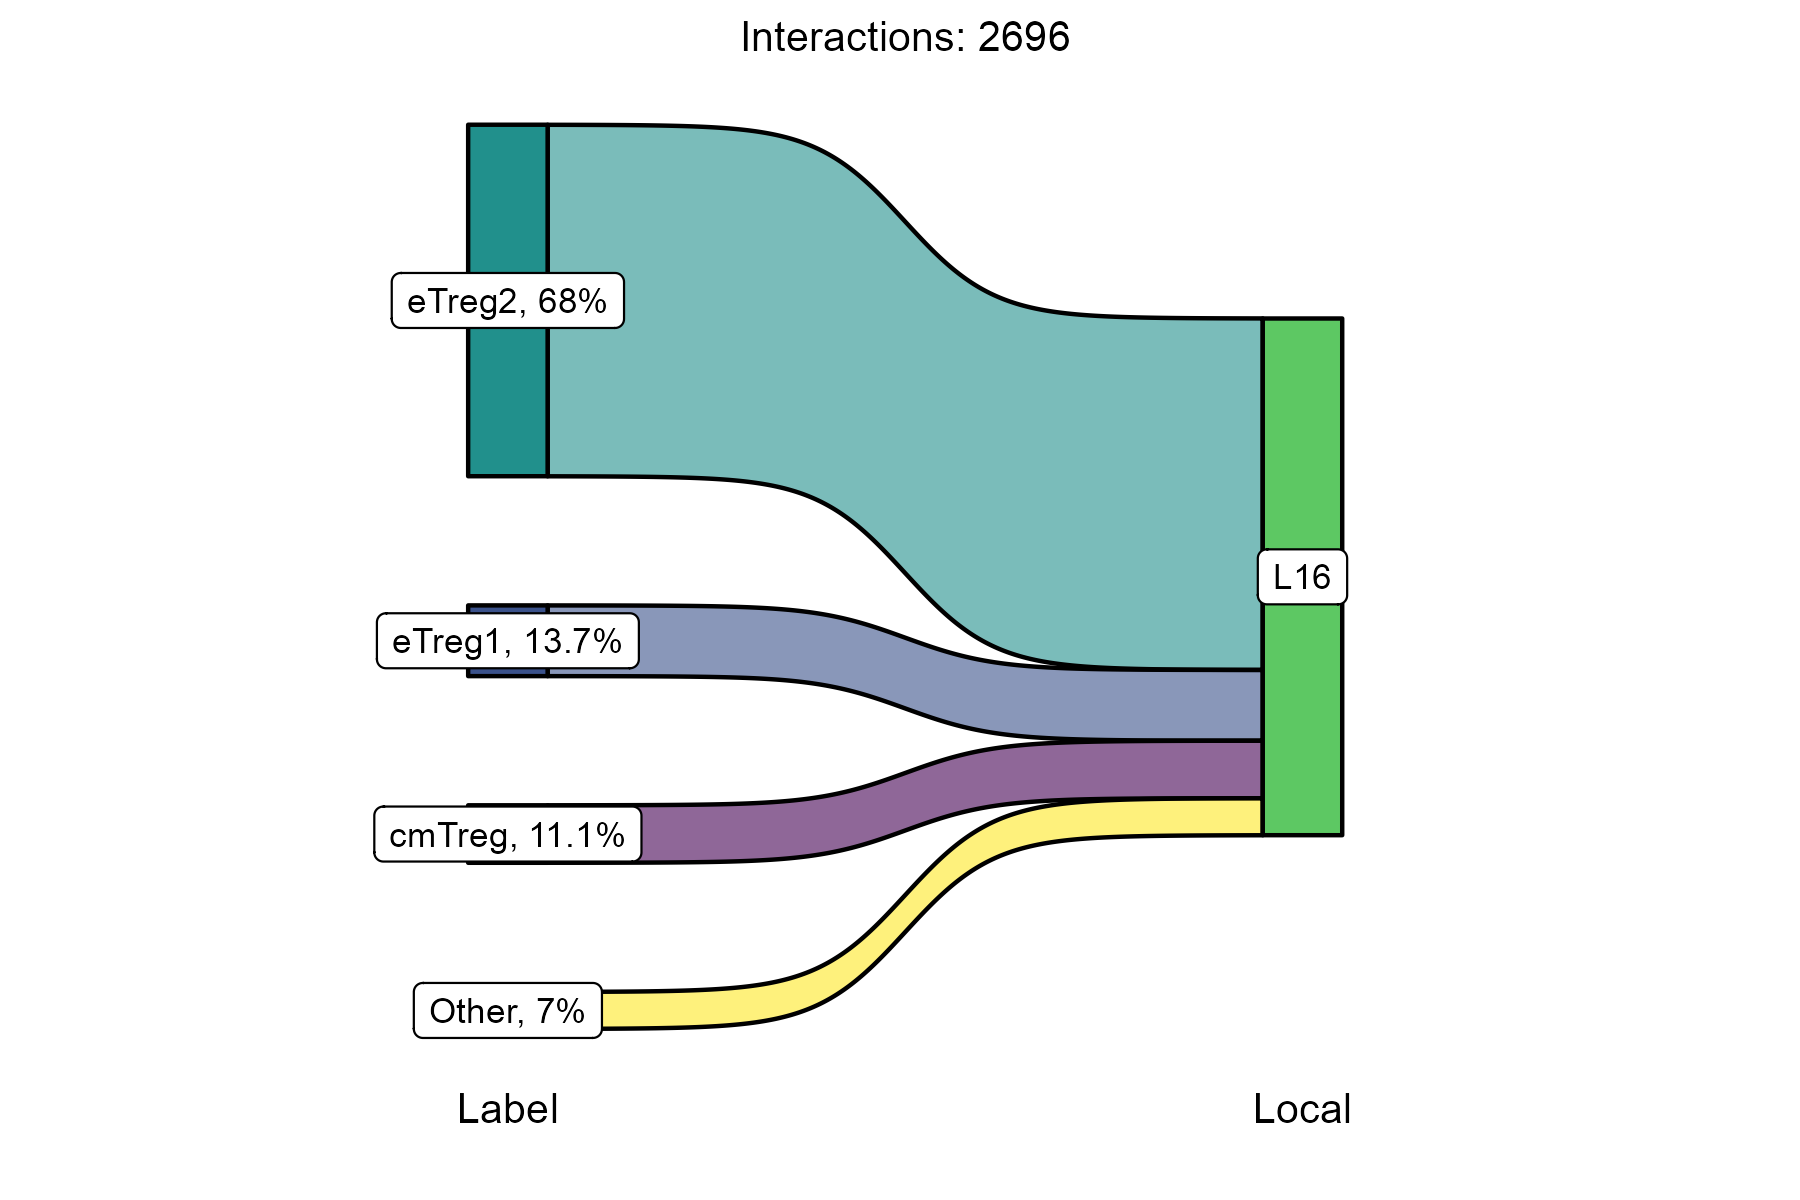 Interactions: 2696
eTreg2, 68%
L16
eTreg1, 13.7%
cmTreg, 11.1%
Other, 7%
Label
Local